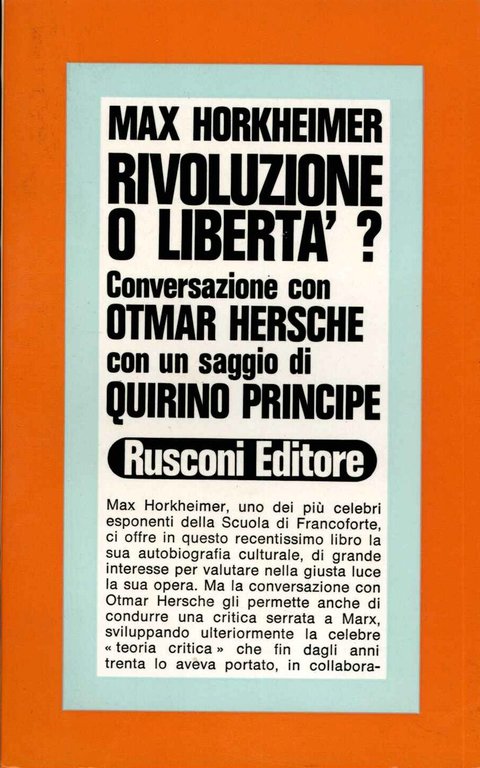 MAX HORKHEIMER
RIVOLUZIONE
O LIBERTA' ?
Conversazione con
OTMAR HERSCHE
con un saggio di
QUIRINO PRINCIPE
Rusconi Editore
Max Horkheimer, uno dei più celebri
esponenti della Scuola di Francoforte,
ci offre in questo recentissimo libro la
sua autobiografia culturale, di grande
interesse per valutare nella giusta luce
la sua opera. Ma la conversazione con
Otmar Hersche gli permette anche di
condurre una critica serrata a Marx,
sviluppando ulteriormente la celebre
« teoria critica » che fin dagli anni
trenta lo aveva portato, in collabora-